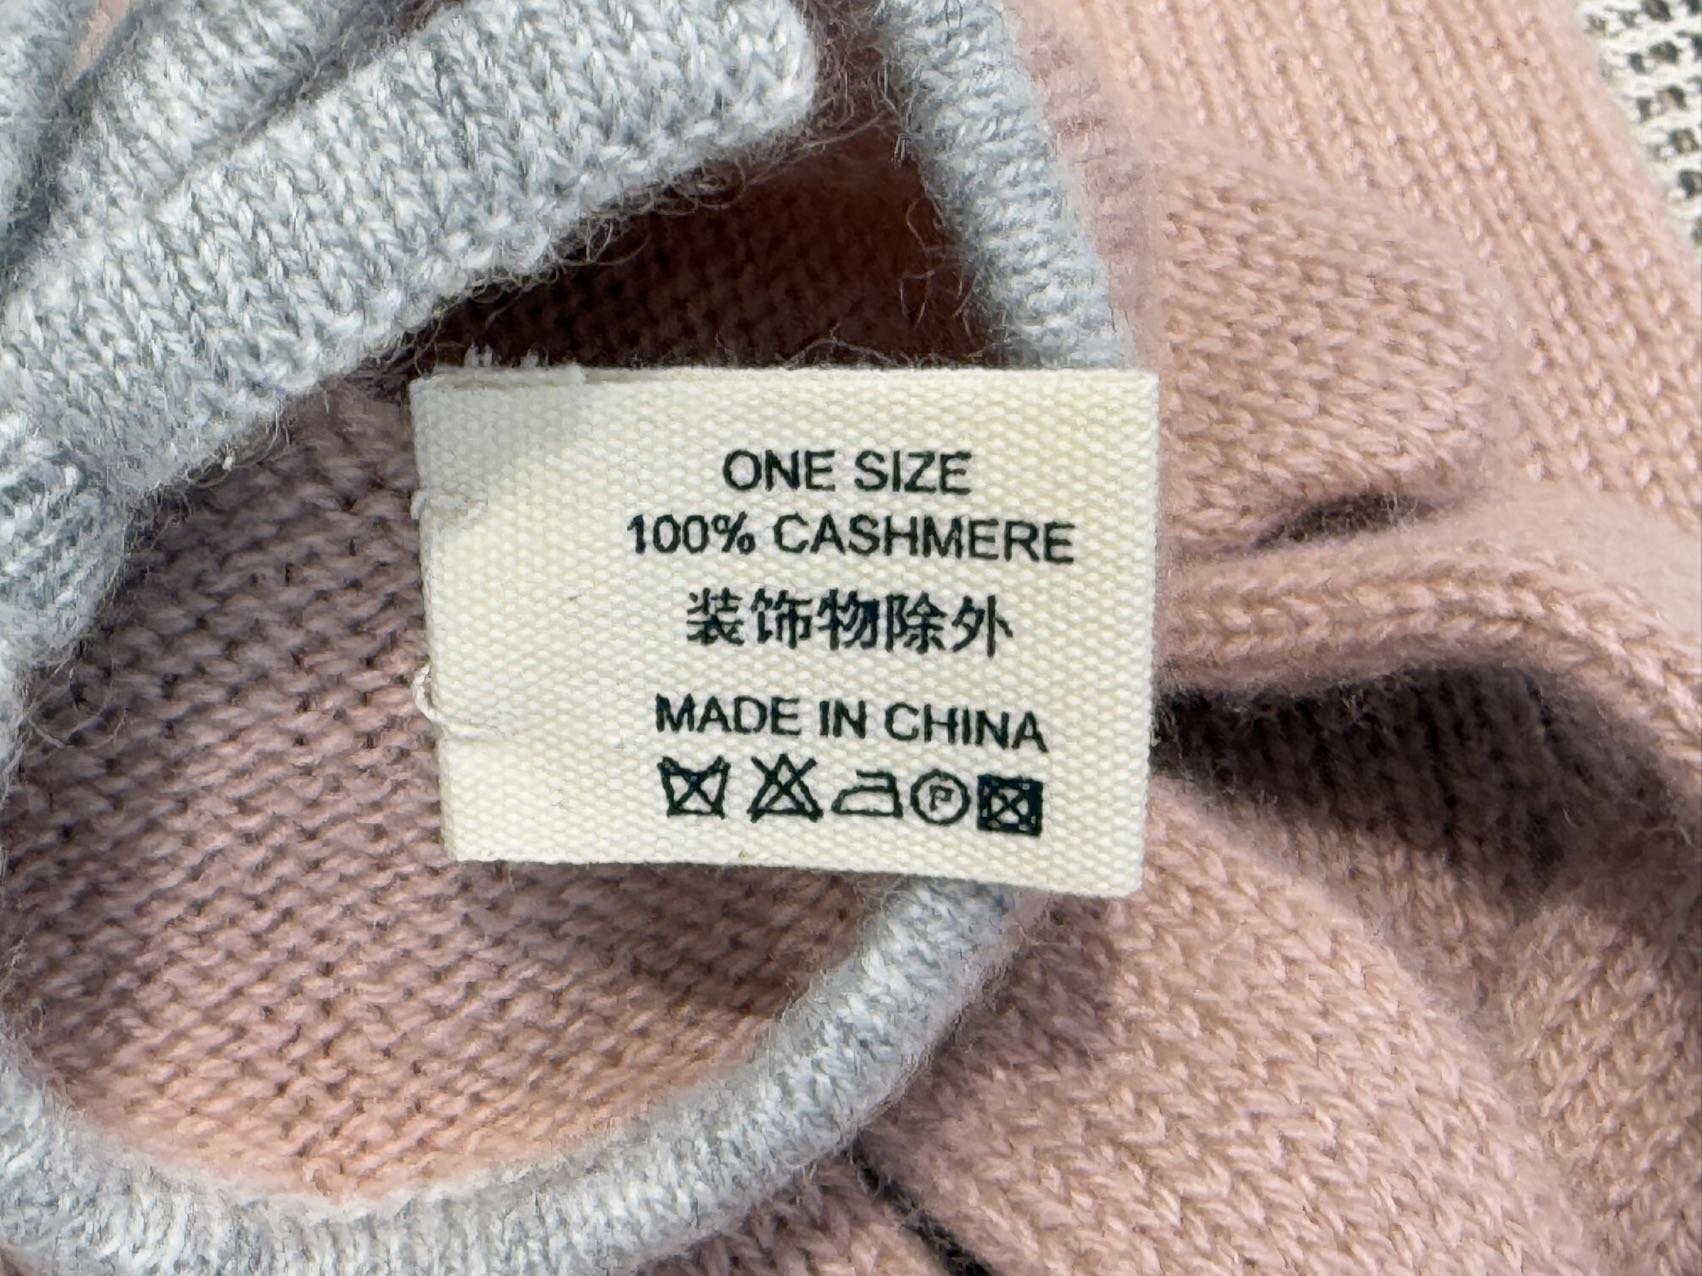 ONE SIZE
100% CASHMERE
装饰物除外
MADE IN CHINA
P